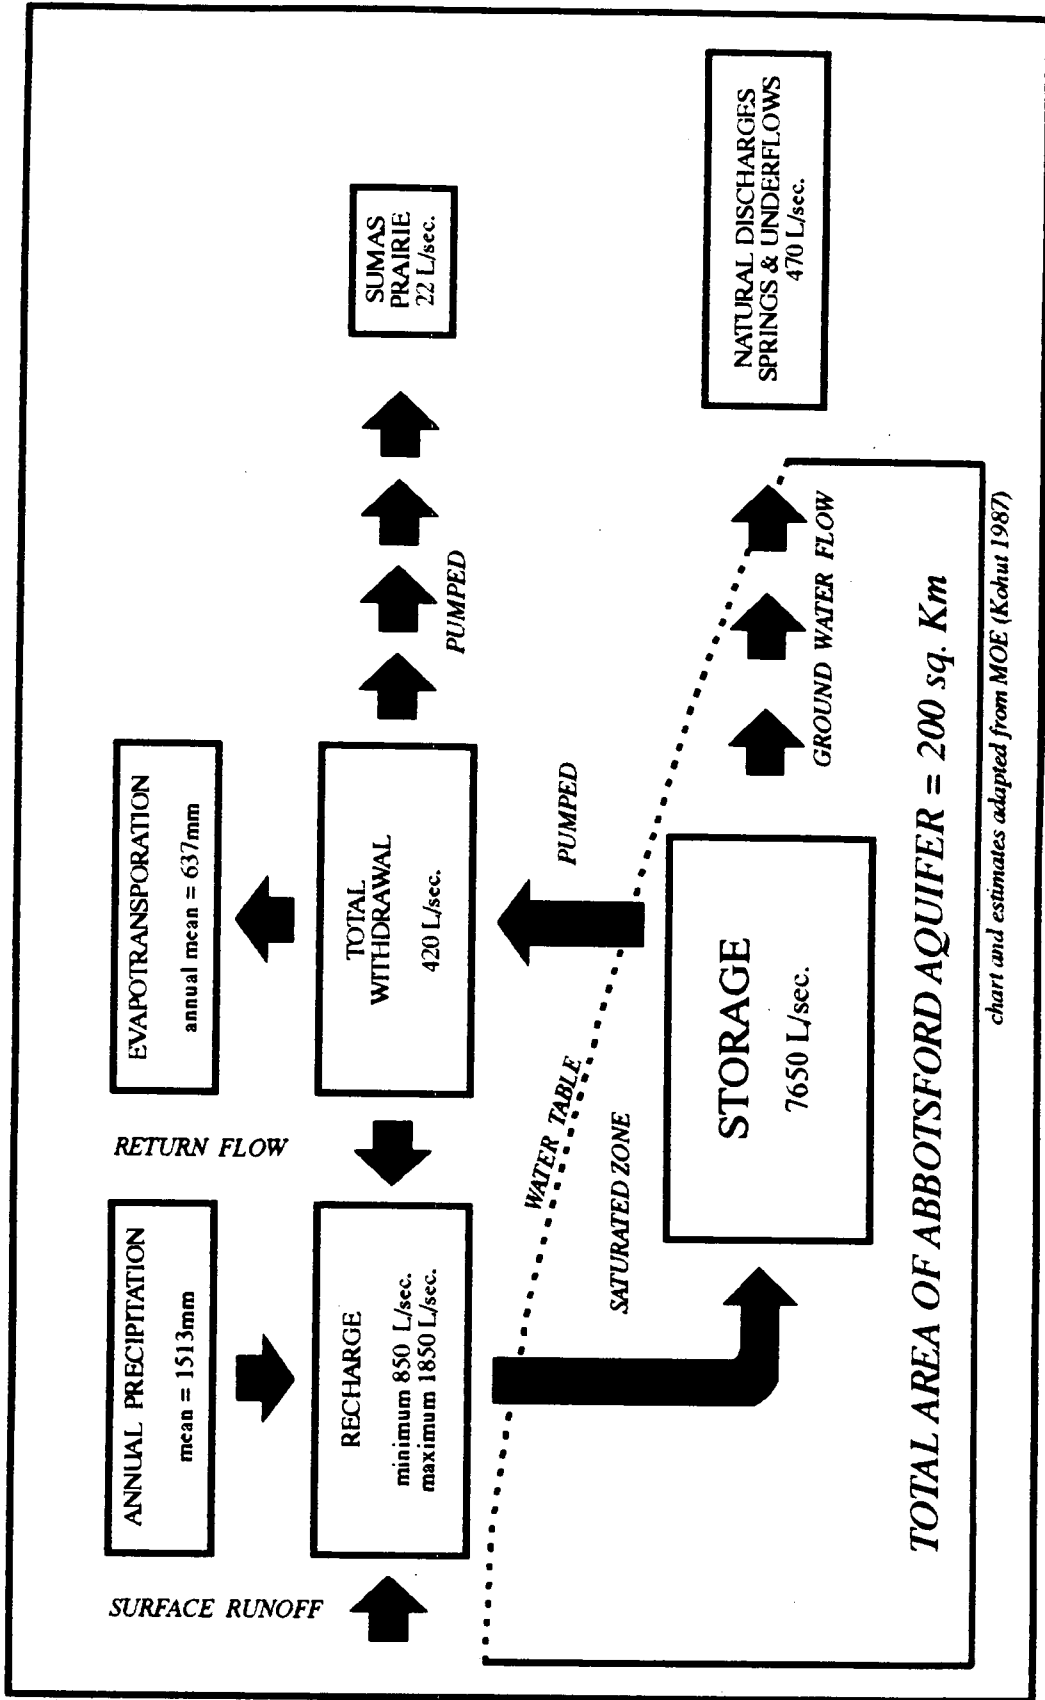 ANNUAL PRECIPITATION
mean = 1513mm
EVAPOTRANSPORATION
annual mean = 637mm
SURFACE RUNOFF
RETURN FLOW
RECHARGE
minimum 850 L/sec.
maximum 1850 L/sec.
TOTAL
WITHDRAWAL
420 L/sec.
PUMPED
SUMAS
PRAIRIE
22 L/sec.
WATER TABLE
SATURATED ZONE
PUMPED
STORAGE
7650 L/sec.
GROUND WATER FLOW
NATURAL DISCHARGES
SPRINGS & UNDERFLOWS
470 L/sec.
TOTAL AREA OF ABBOTSFORD AQUIFER = 200 sq. Km
chart and estimates adapted from MOE (Kohut 1987)